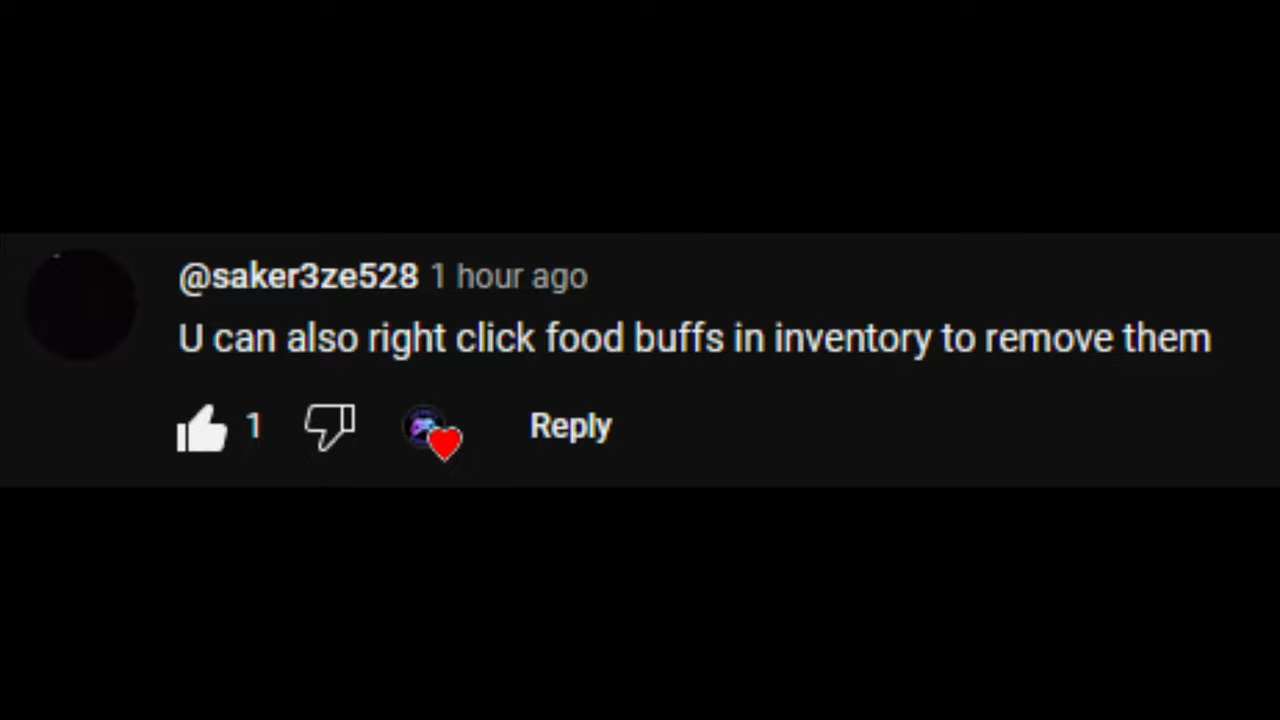 @saker3ze528 1 hour ago
U can also right click food buffs in inventory to remove them
1 Reply